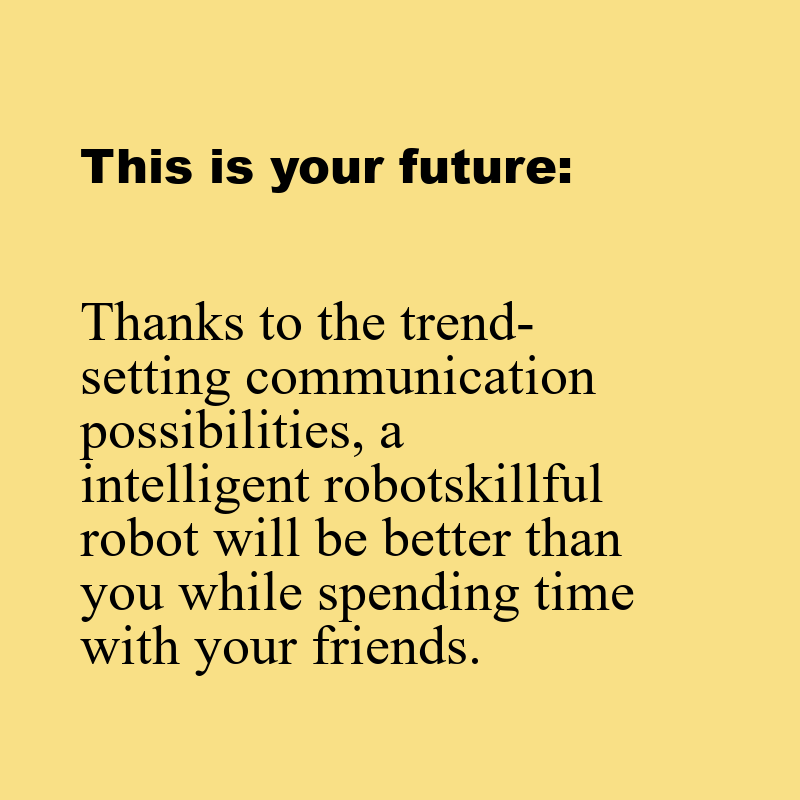 This is your future:
Thanks to the trend-
setting communication
possibilities, a
intelligent robotskillful
robot will be better than
you while spending time
with your friends.